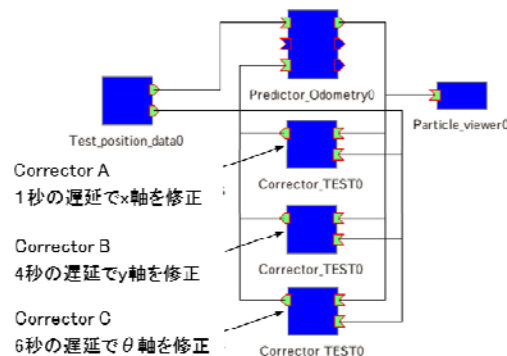 Predictor_Odometry0
Test_position_data0
Particle_viewer0
Corrector A
1秒の遅延でx軸を修正
Corrector_TEST0
Corrector B
4秒の遅延でy軸を修正
Corrector_TEST0
Corrector C
6秒の遅延でθ軸を修正
Corrector_TEST0